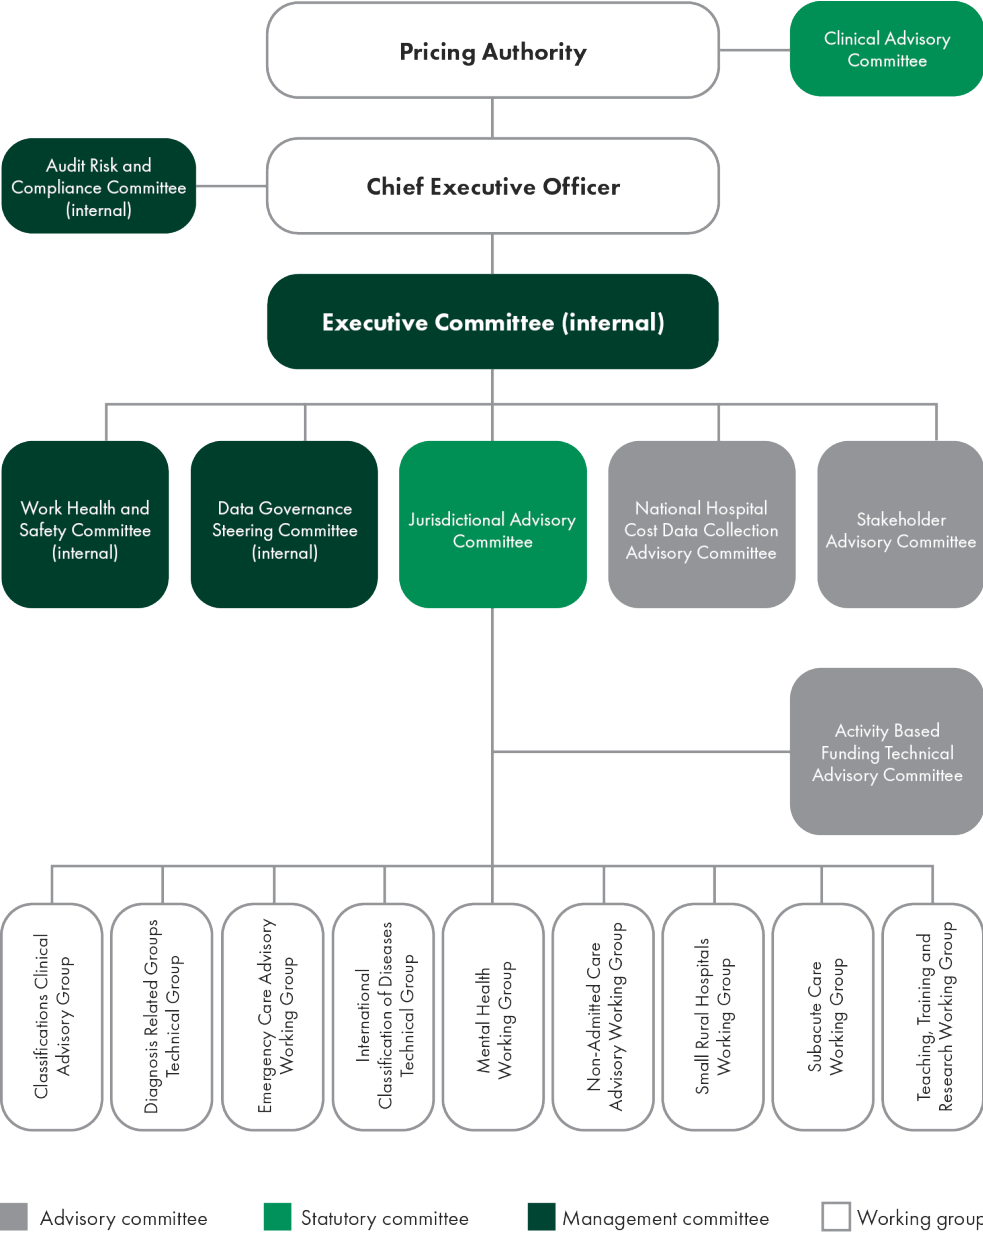 Pricing Authority
Clinical Advisory
Committee
Audit Risk and
Compliance Committee
(internal)
Chief Executive Officer
Executive Committee (internal)
Work Health and
Safety Committee
(internal)
Data Governance
Steering Committee
(internal)
Jurisdictional Advisory
Committee
National Hospital
Cost Data Collection
Advisory Committee
Stakeholder
Advisory Committee
Activity Based
Funding Technical
Advisory Committee
Classifications Clinical
Advisory Group
Diagnosis Related Groups
Technical Group
Emergency Care Advisory
Working Group
International
Classification of Diseases
Technical Group
Mental Health
Working Group
Non-Admitted Care
Advisory Working Group
Small Rural Hospitals
Working Group
Subacute Care
Working Group
Teaching, Training and
Research Working Group
Advisory committee
Statutory committee
Management committee
Working group